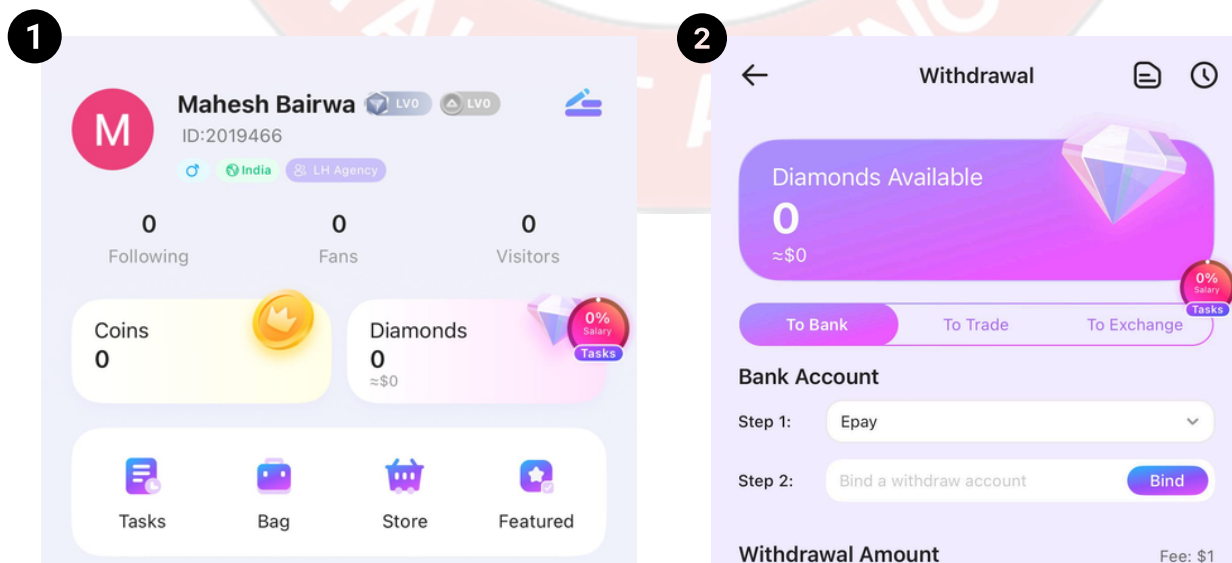 1
Mahesh Bairwa LV0 LV0
ID:2019466
India LH Agency
0 0 0
Following Fans Visitors
Coins
0
Diamonds
0
≈$0
0%
Salary
Tasks
Tasks Bag Store Featured
2
Withdrawal
Diamonds Available
0
≈$0
0%
Salary
Tasks
To Bank To Trade To Exchange
Bank Account
Step 1: Epay
Step 2: Bind a withdraw account Bind
Withdrawal Amount Fee: $1